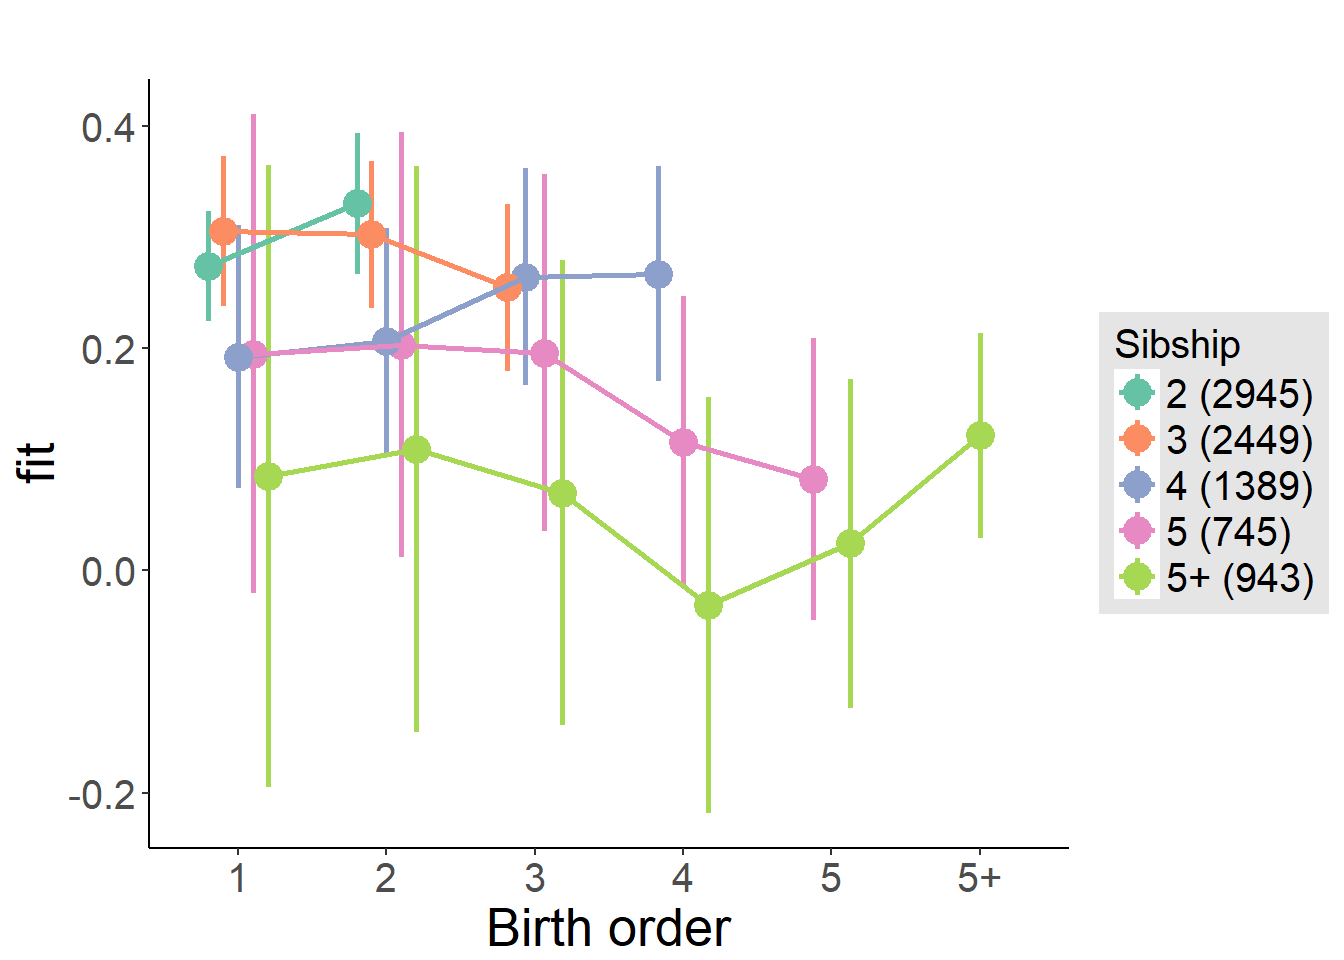 0.4
0.2
0.0
-0.2
fit
1 2 3 4 5 5+
Birth order
Sibship
2 (2945)
3 (2449)
4 (1389)
5 (745)
5+ (943)